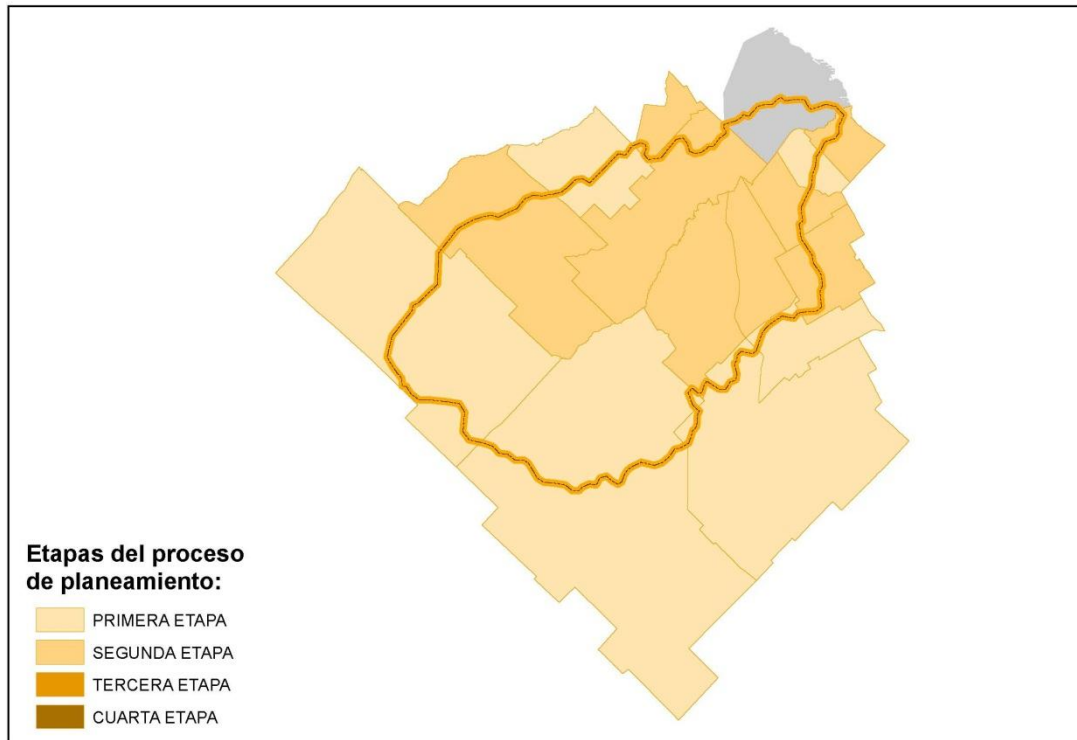 Etapas del proceso
de planeamiento:
PRIMERA ETAPA
SEGUNDA ETAPA
TERCERA ETAPA
CUARTA ETAPA